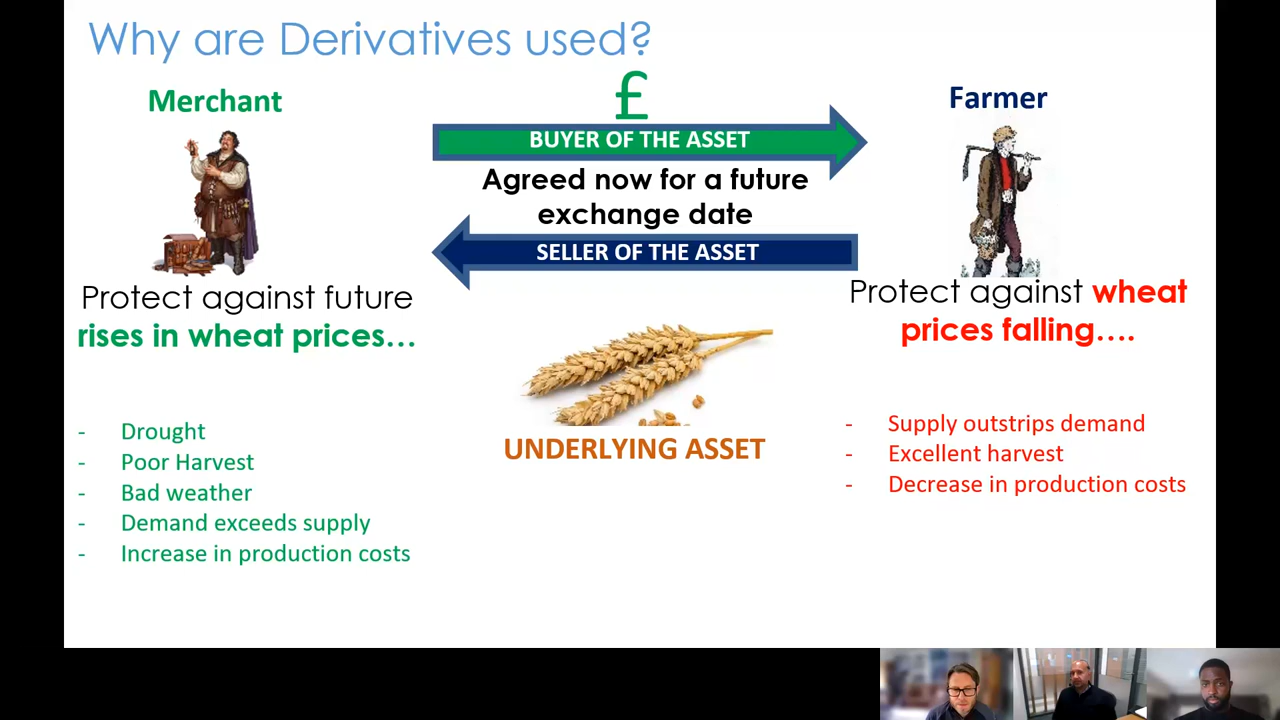 Why are Derivatives used?
Merchant
£
Farmer
BUYER OF THE ASSET
Agreed now for a future
exchange date
SELLER OF THE ASSET
Protect against future
rises in wheat prices…
Protect against wheat
prices falling….
- Drought
- Poor Harvest
- Bad weather
- Demand exceeds supply
- Increase in production costs
UNDERLYING ASSET
- Supply outstrips demand
- Excellent harvest
- Decrease in production costs